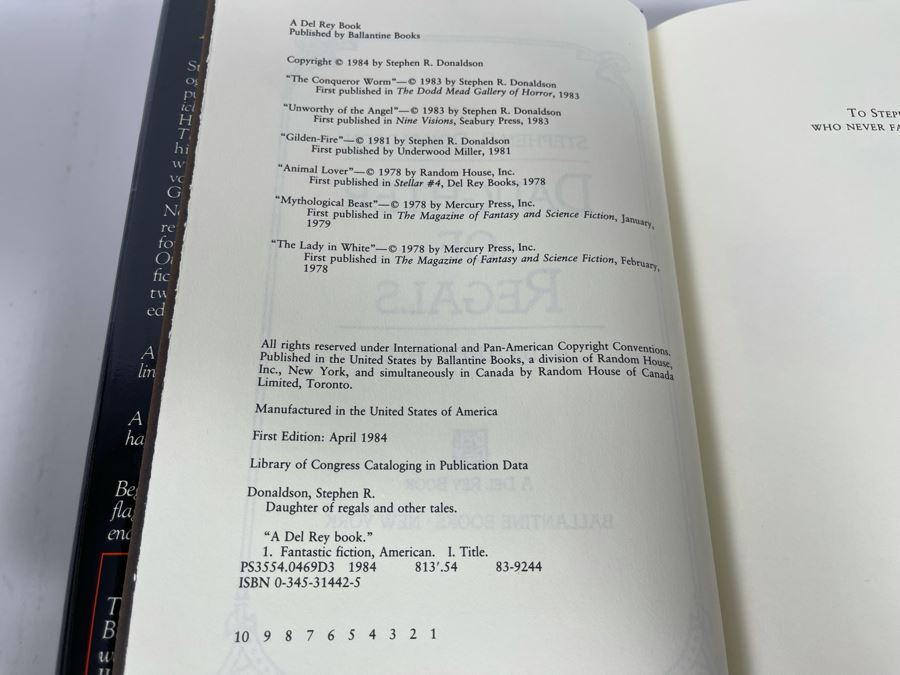 A Del Rey Book
Published by Ballantine Books
Copyright © 1984 by Stephen R. Donaldson
"The Conqueror Worm"—© 1983 by Stephen R. Donaldson
First published in The Dodd Mead Gallery of Horror, 1983
"Unworthy of the Angel"—© 1983 by Stephen R. Donaldson
First published in Nine Visions, Seabury Press, 1983
"Gilden-Fire"—© 1981 by Stephen R. Donaldson
First published by Underwood Miller, 1981
"Animal Lover"—© 1978 by Random House, Inc.
First published in Stellar #4, Del Rey Books, 1978
"Mythological Beast"—© 1978 by Mercury Press, Inc.
First published in The Magazine of Fantasy and Science Fiction, January,
1979
"The Lady in White"—© 1978 by Mercury Press, Inc.
First published in The Magazine of Fantasy and Science Fiction, February,
1978
All rights reserved under International and Pan-American Copyright Conventions.
Published in the United States by Ballantine Books, a division of Random House,
Inc., New York, and simultaneously in Canada by Random House of Canada
Limited, Toronto.
Manufactured in the United States of America
First Edition: April 1984
Library of Congress Cataloging in Publication Data
Donaldson, Stephen R.
Daughter of regals and other tales.
"A Del Rey book."
1. Fantastic fiction, American. I. Title.
PS3554.0469D3 1984 813'.54 83-9244
ISBN 0-345-31442-5
10 9 8 7 6 5 4 3 2 1
TO
WHO NEVER